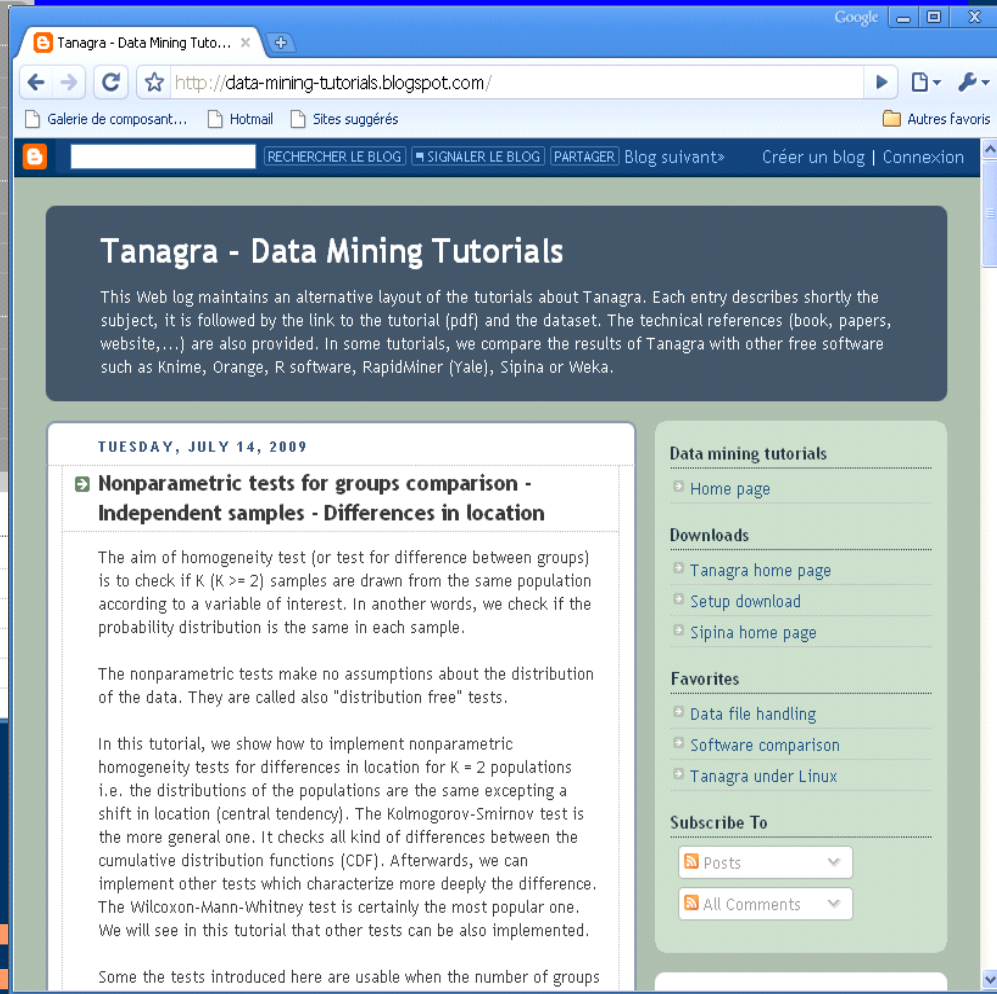 Google
Tanagra - Data Mining Tuto...
http://data-mining-tutorials.blogspot.com/
Galerie de composant... Hotmail Sites suggérés Autres favoris
RECHERCHER LE BLOG SIGNALER LE BLOG PARTAGER Blog suivant» Créer un blog | Connexion
Tanagra - Data Mining Tutorials
This Web log maintains an alternative layout of the tutorials about Tanagra. Each entry describes shortly the
subject, it is followed by the link to the tutorial (pdf) and the dataset. The technical references (book, papers,
website,...) are also provided. In some tutorials, we compare the results of Tanagra with other free software
such as Knime, Orange, R software, RapidMiner (Yale), Sipina or Weka.
TUESDAY, JULY 14, 2009
Nonparametric tests for groups comparison -
Independent samples - Differences in location
The aim of homogeneity test (or test for difference between groups)
is to check if K (K >= 2) samples are drawn from the same population
according to a variable of interest. In another words, we check if the
probability distribution is the same in each sample.
The nonparametric tests make no assumptions about the distribution
of the data. They are called also "distribution free" tests.
In this tutorial, we show how to implement nonparametric
homogeneity tests for differences in location for K = 2 populations
i.e. the distributions of the populations are the same excepting a
shift in location (central tendency). The Kolmogorov-Smirnov test is
the more general one. It checks all kind of differences between the
cumulative distribution functions (CDF). Afterwards, we can
implement other tests which characterize more deeply the difference.
The Wilcoxon-Mann-Whitney test is certainly the most popular one.
We will see in this tutorial that other tests can be also implemented.
Some the tests introduced here are usable when the number of groups
Data mining tutorials
Home page
Downloads
Tanagra home page
Setup download
Sipina home page
Favorites
Data file handling
Software comparison
Tanagra under Linux
Subscribe To
Posts
All Comments